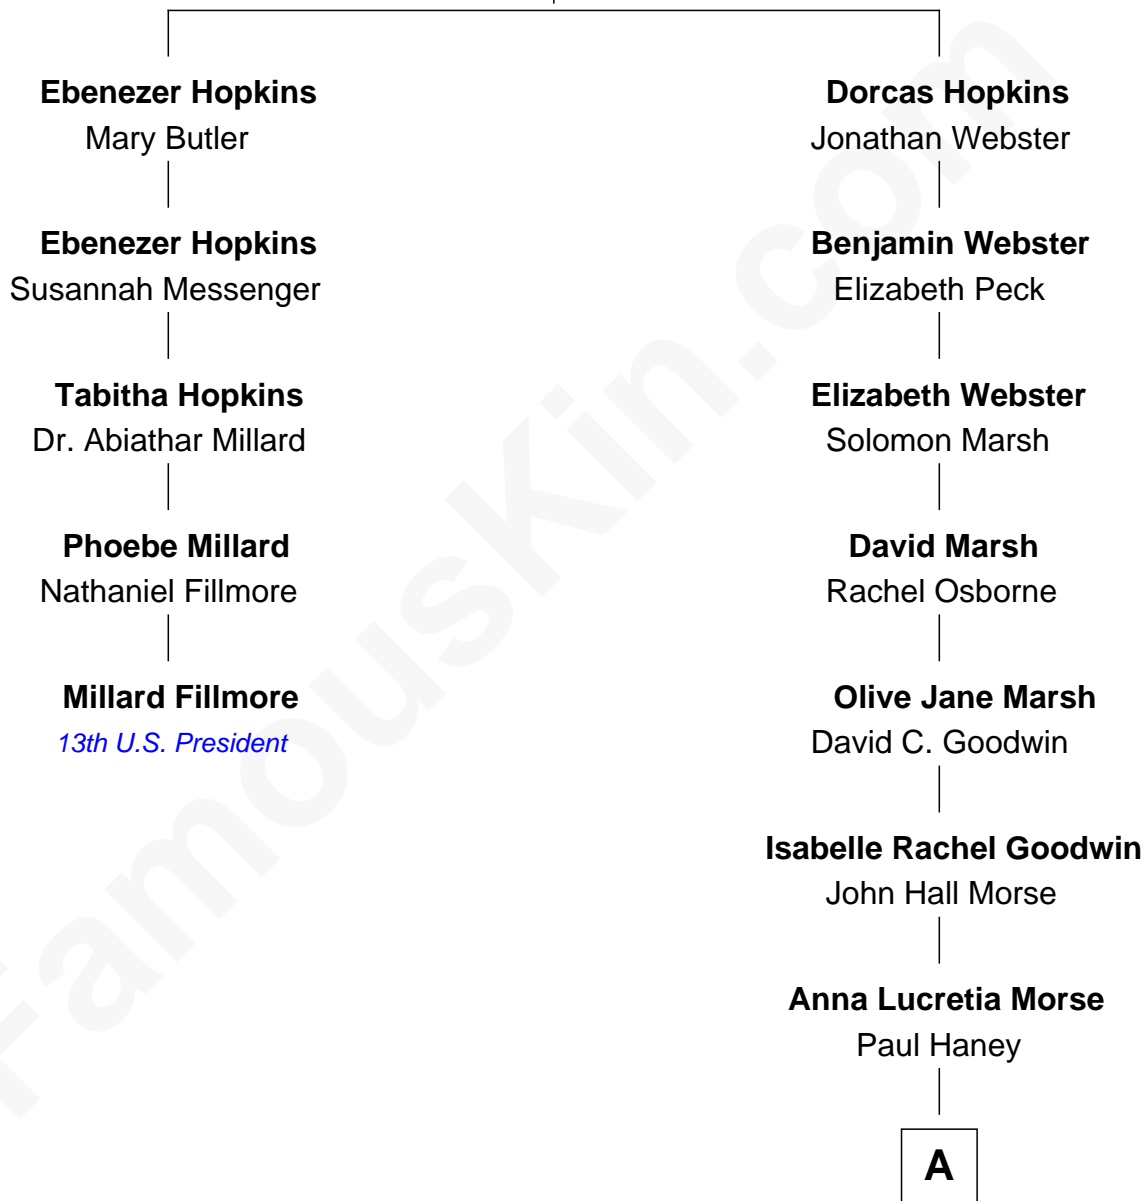 Ebenezer Hopkins
Mary Butler
Ebenezer Hopkins
Susannah Messenger
Tabitha Hopkins
Dr. Abiathar Millard
Phoebe Millard
Nathaniel Fillmore
Millard Fillmore
13th U.S. President
Dorcas Hopkins
Jonathan Webster
Benjamin Webster
Elizabeth Peck
Elizabeth Webster
Solomon Marsh
David Marsh
Rachel Osborne
Olive Jane Marsh
David C. Goodwin
Isabelle Rachel Goodwin
John Hall Morse
Anna Lucretia Morse
Paul Haney
A
FamousKin.com